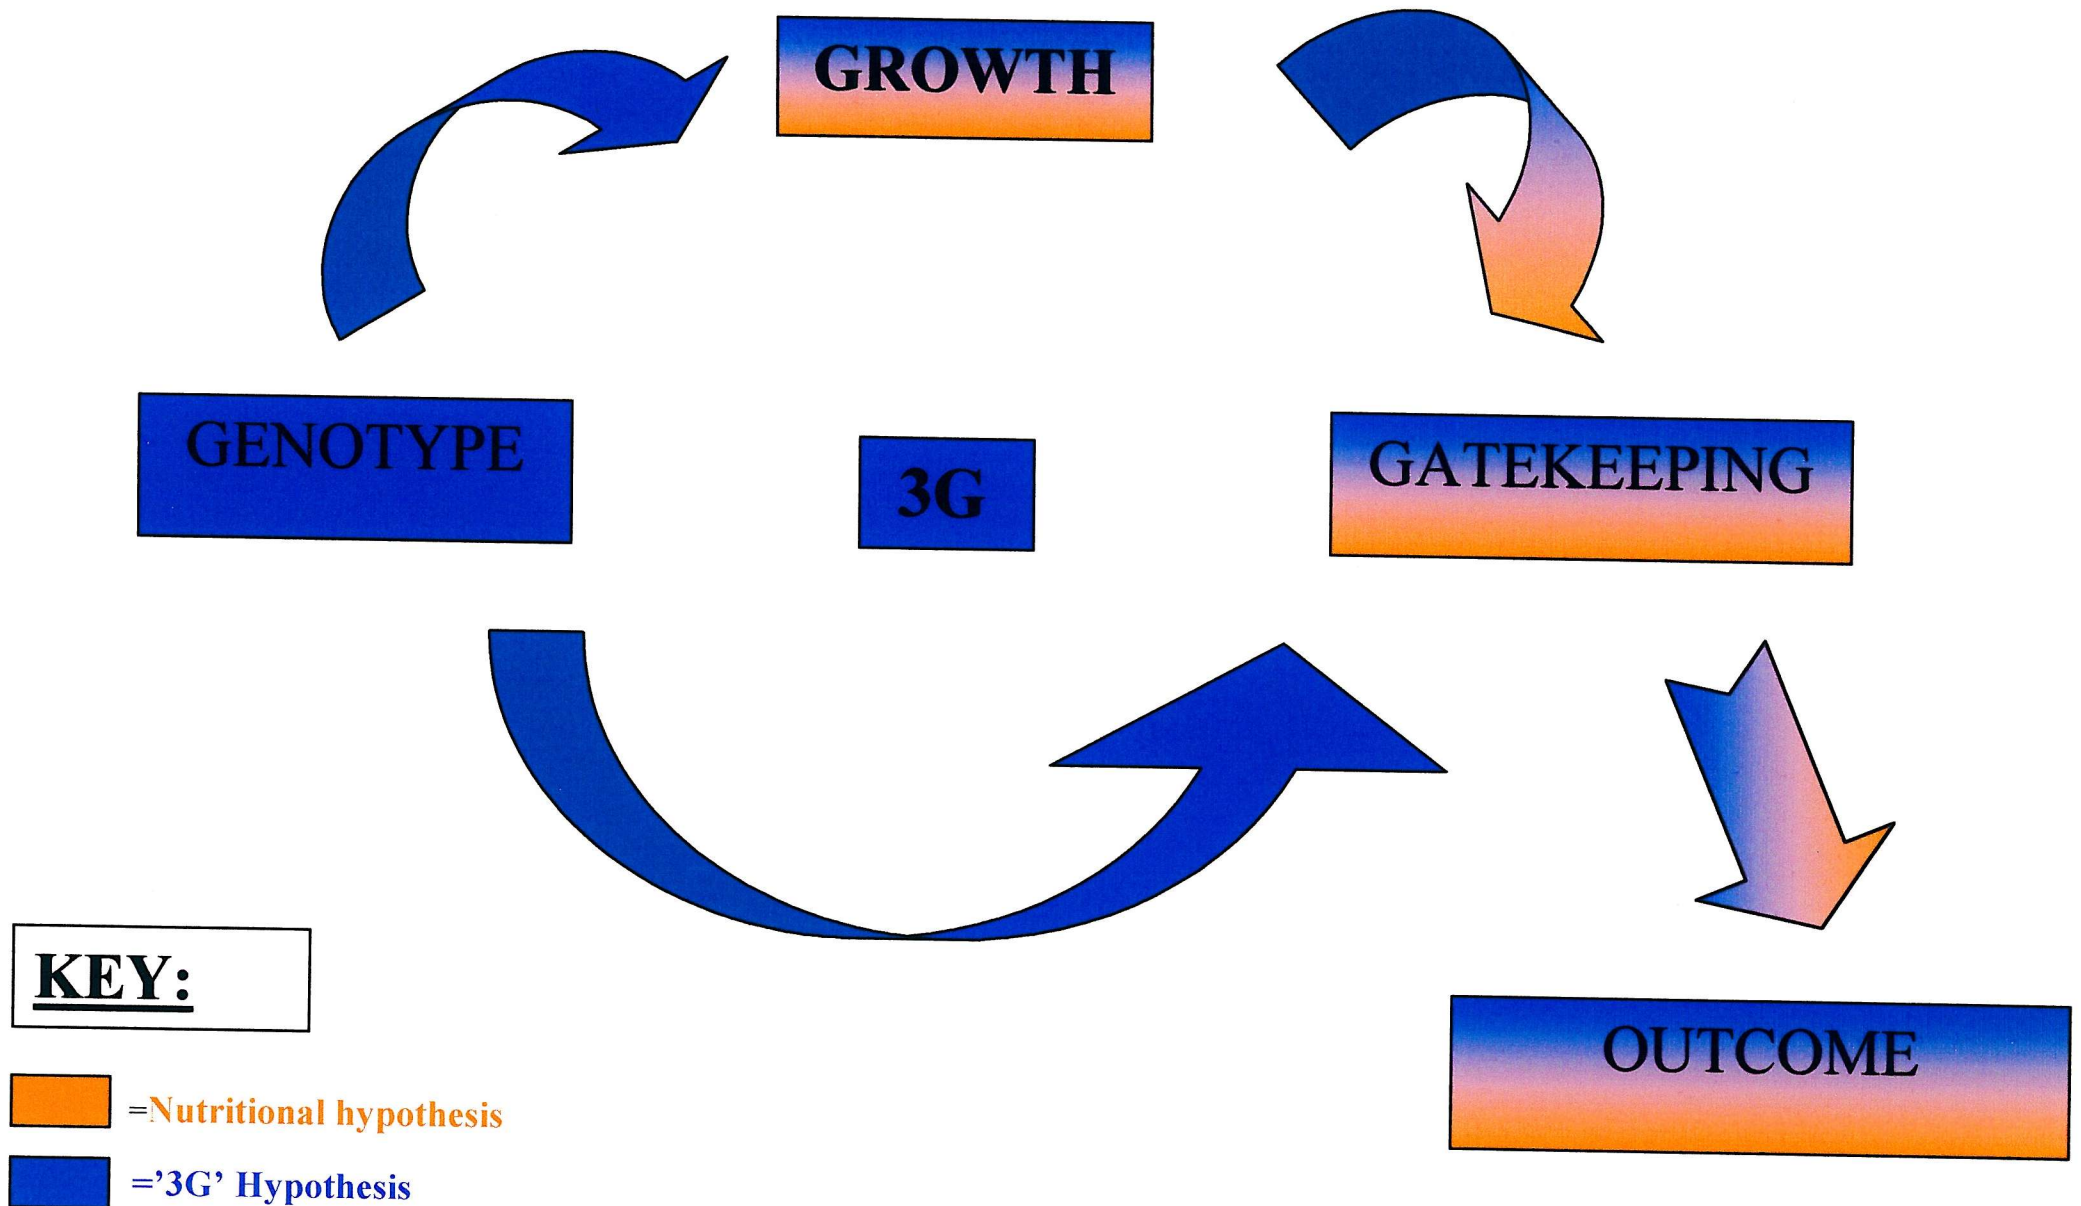 GROWTH
GENOTYPE
3G
GATEKEEPING
OUTCOME
KEY:
=Nutritional hypothesis
=’3G’ Hypothesis